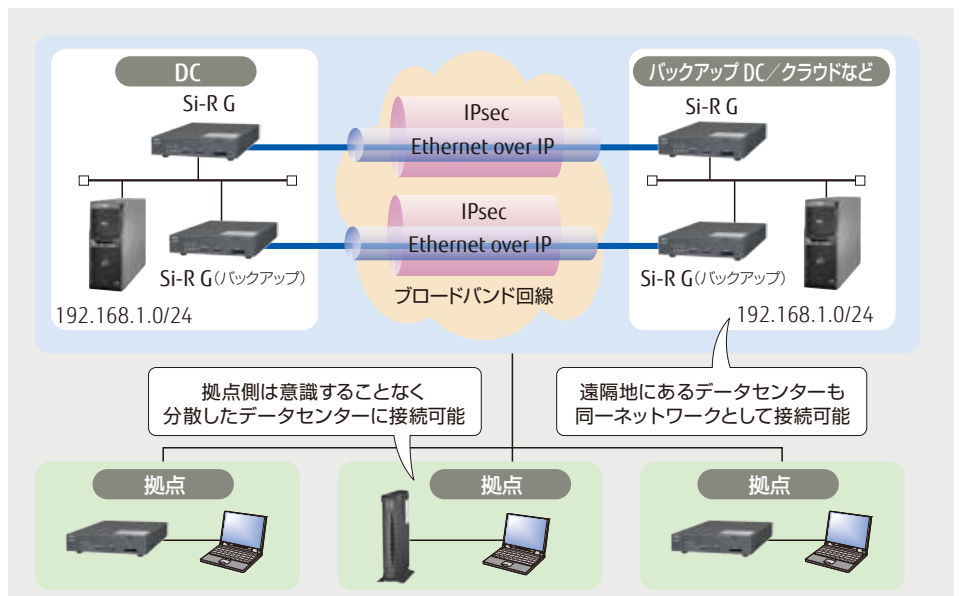 DC
バックアップ DC／クラウドなど
Si-R G
Si-R G
IPsec
Ethernet over IP
IPsec
Ethernet over IP
Si-R G（バックアップ）
Si-R G（バックアップ）
ブロードバンド回線
192.168.1.0/24
192.168.1.0/24
拠点側は意識することなく
分散したデータセンターに接続可能
遠隔地にあるデータセンターも
同一ネットワークとして接続可能
拠点
拠点
拠点